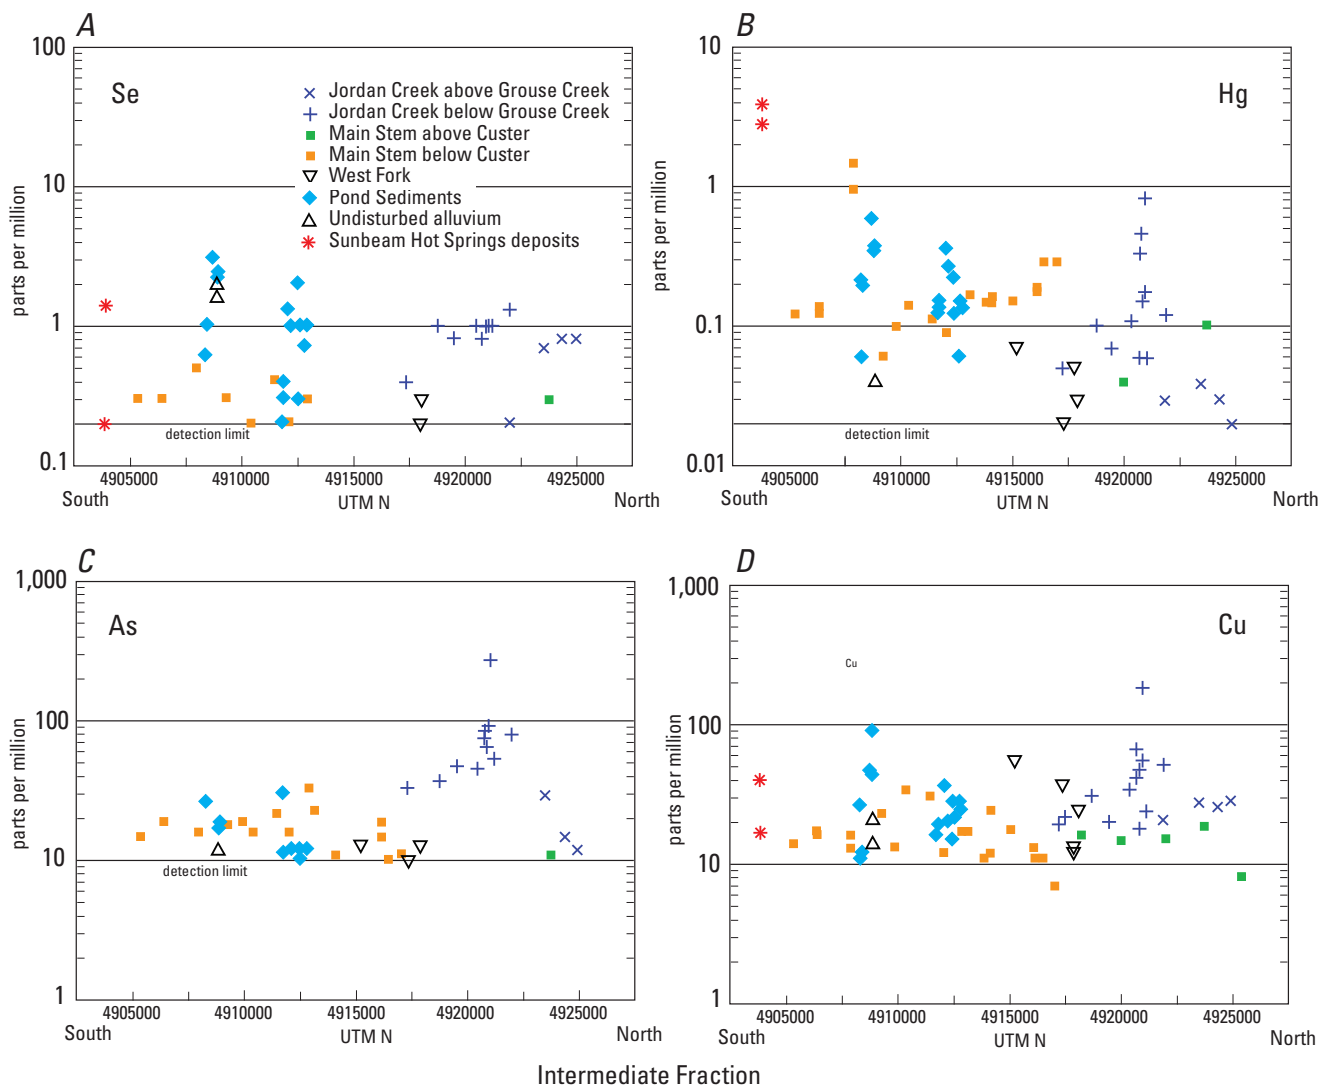 A
100
10
1
0.1
parts per million
Se
Jordan Creek above Grouse Creek
Jordan Creek below Grouse Creek
Main Stem above Custer
Main Stem below Custer
West Fork
Pond Sediments
Undisturbed alluvium
Sunbeam Hot Springs deposits
detection limit
4905000 4910000 4915000 4920000 4925000
South UTM N North
B
10
1
0.1
0.01
parts per million
Hg
detection limit
4905000 4910000 4915000 4920000 4925000
South UTM N North
C
1,000
100
10
1
parts per million
As
detection limit
4905000 4910000 4915000 4920000 4925000
South UTM N North
D
1,000
100
10
1
parts per million
Cu
Cu
4905000 4910000 4915000 4920000 4925000
South UTM N North
Intermediate Fraction